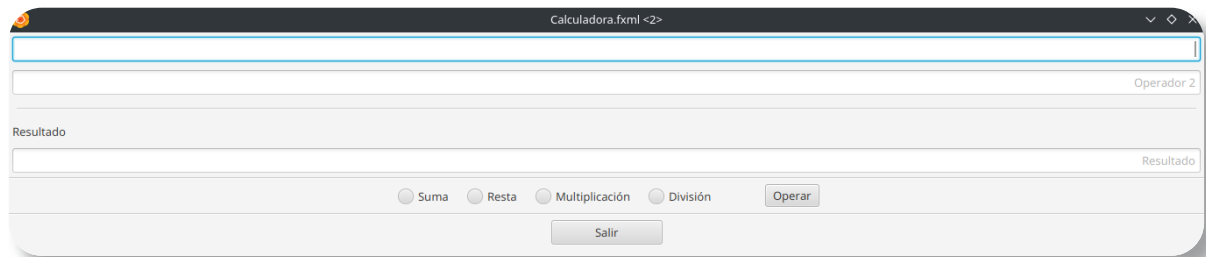 Calculadora.fxml <2>
Operador 2
Resultado
Resultado
Suma Resta Multiplicación División Operar
Salir